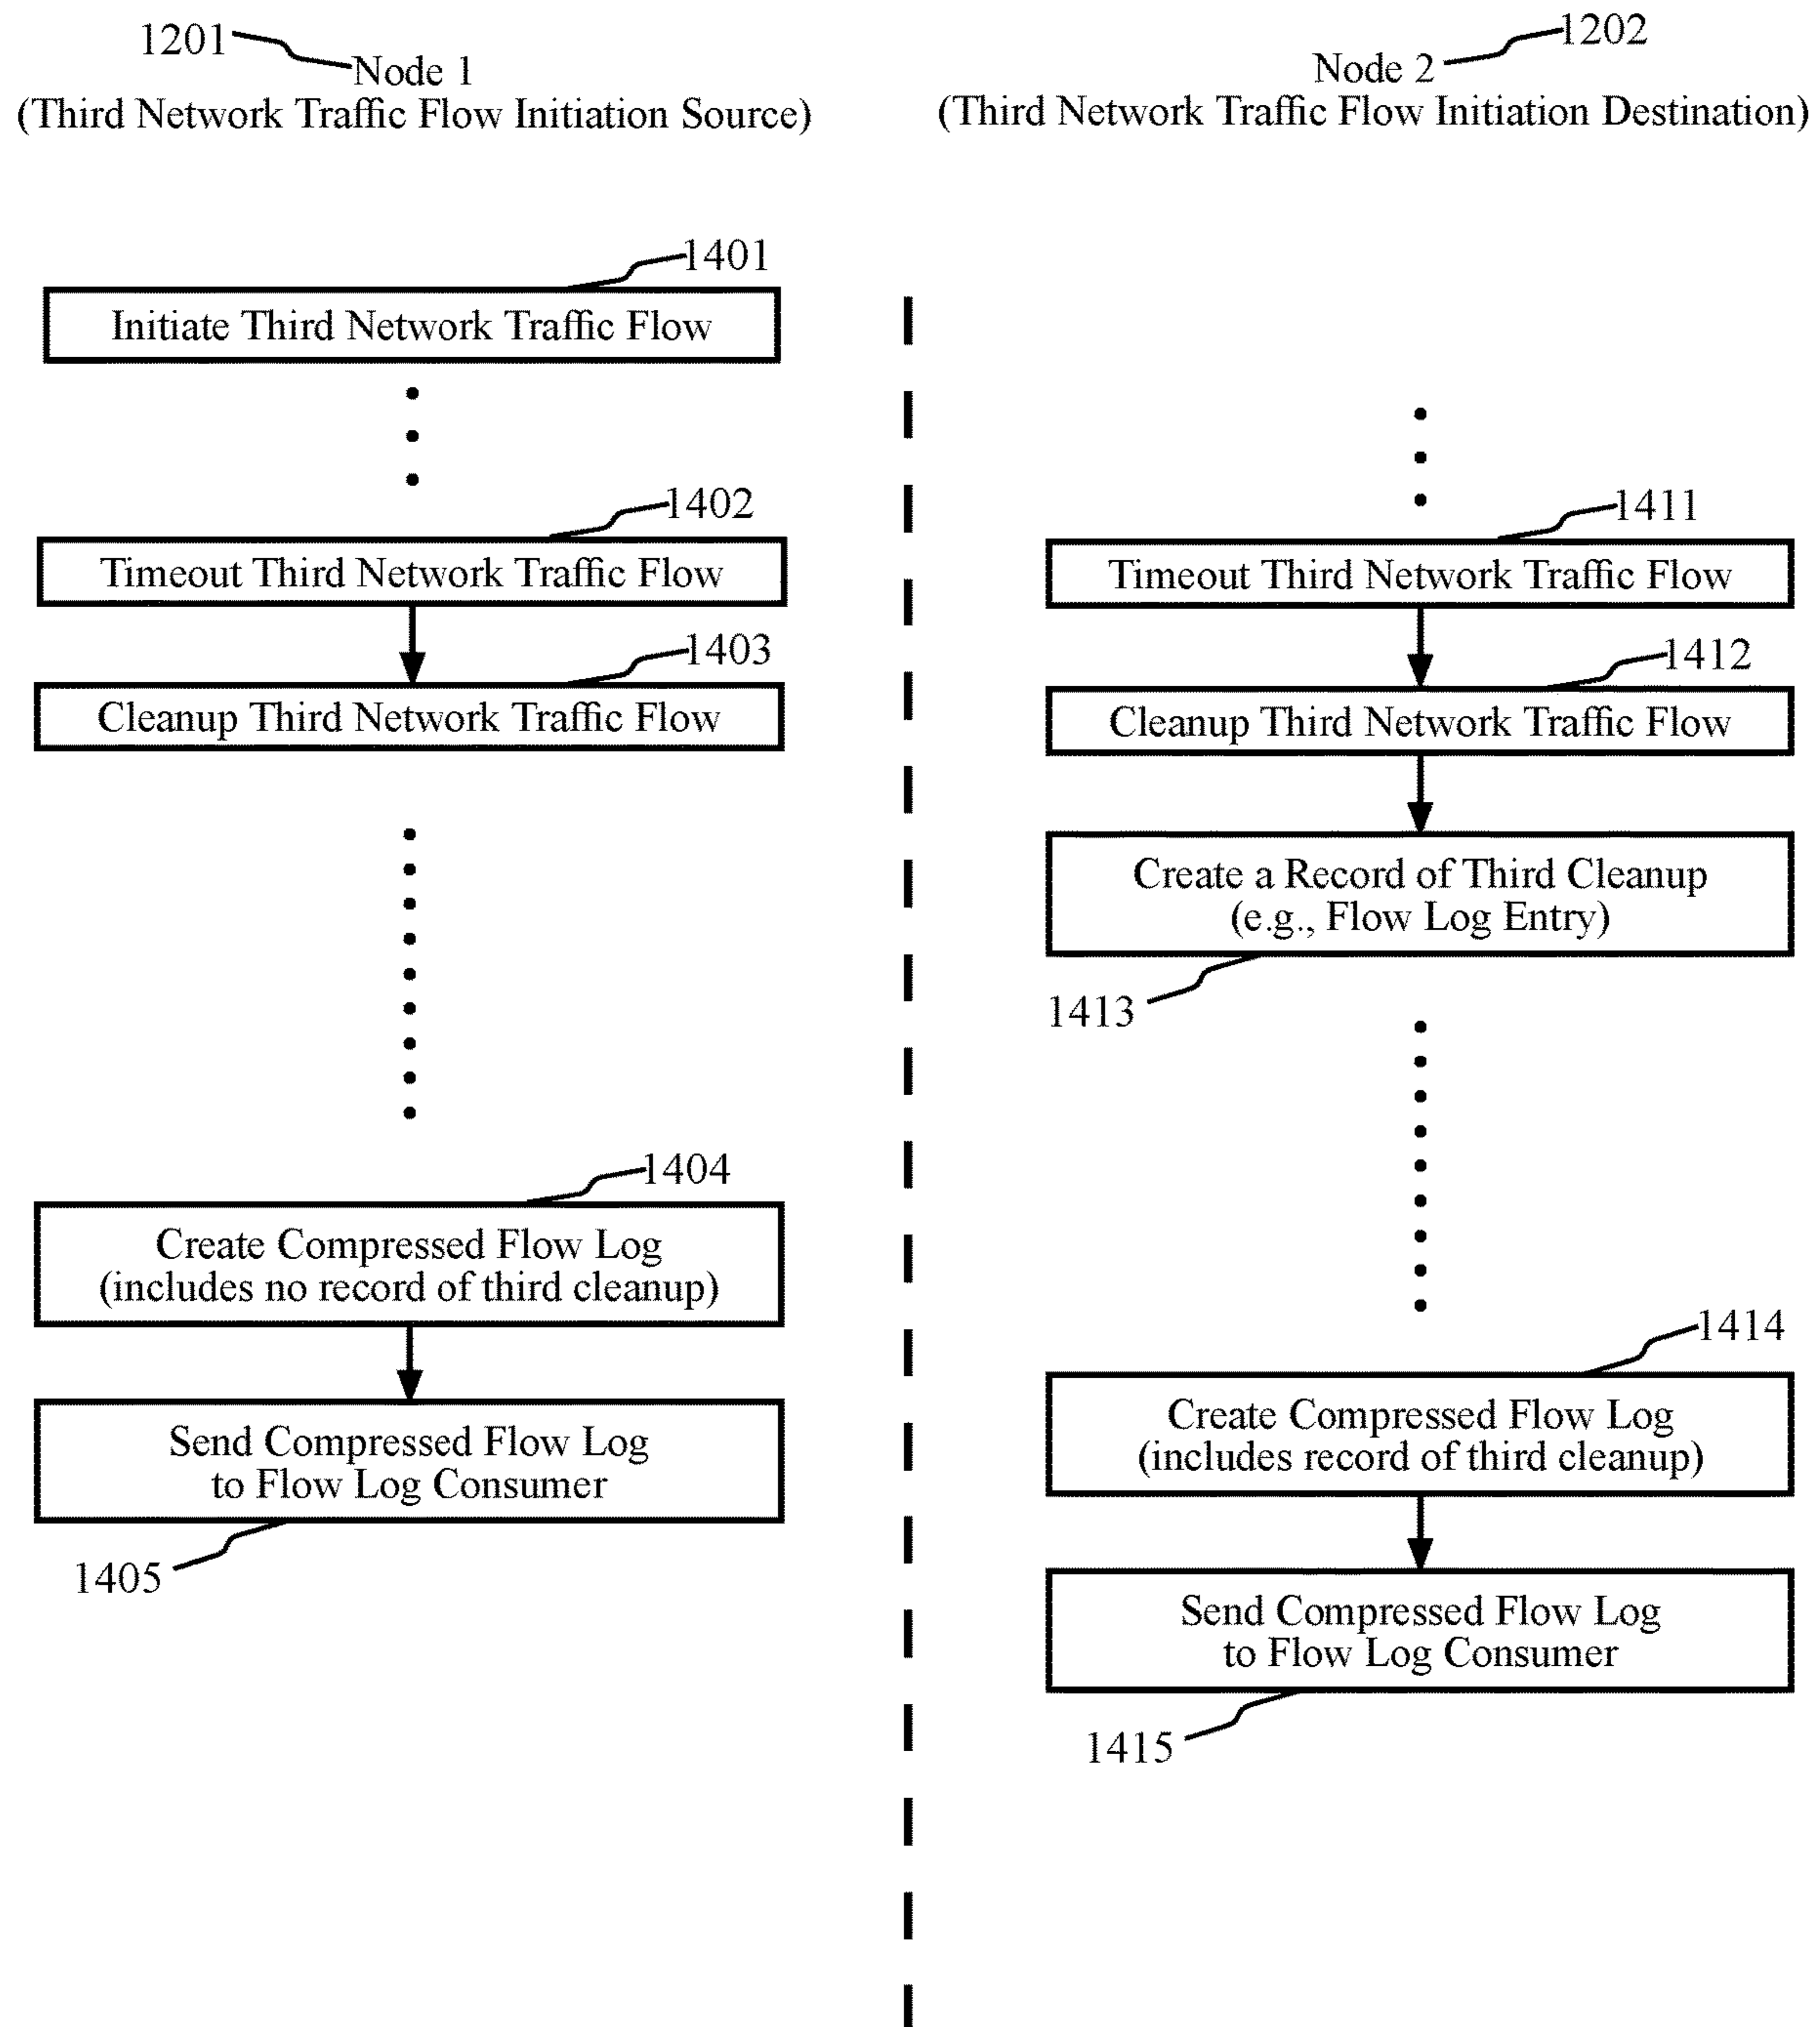 1201
Node 1
(Third Network Traffic Flow Initiation Source)
1401
Initiate Third Network Traffic Flow
1402
Timeout Third Network Traffic Flow
1403
Cleanup Third Network Traffic Flow
1404
Create Compressed Flow Log
(includes no record of third cleanup)
Send Compressed Flow Log
to Flow Log Consumer
1405
1202
Node 2
(Third Network Traffic Flow Initiation Destination)
1411
Timeout Third Network Traffic Flow
1412
Cleanup Third Network Traffic Flow
Create a Record of Third Cleanup
(e.g., Flow Log Entry)
1413
1414
Create Compressed Flow Log
(includes record of third cleanup)
Send Compressed Flow Log
to Flow Log Consumer
1415